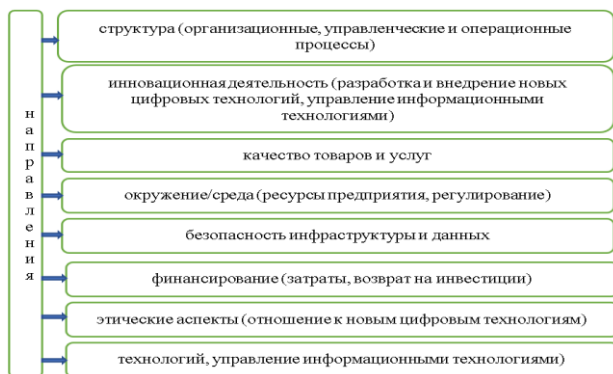 направления
структура (организационные, управленческие и операционные
процессы)
инновационная деятельность (разработка и внедрение новых
цифровых технологий, управление информационными
технологиями)
качество товаров и услуг
окружение/среда (ресурсы предприятия, регулирование)
безопасность инфраструктуры и данных
финансирование (затраты, возврат на инвестиции)
этические аспекты (отношение к новым цифровым технологиям)
технологий, управление информационными технологиями)